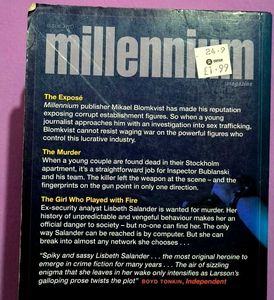 millennium
magazine
24.9
£1.99
The Exposé
Millennium publisher Mikael Blomkvist has made his reputation
exposing corrupt establishment figures. So when a young
journalist approaches him with an investigation into sex trafficking,
Blomkvist cannot resist waging war on the powerful figures who
control this lucrative industry.
The Murder
When a young couple are found dead in their Stockholm
apartment, it's a straightforward job for Inspector Bublanski
and his team. The killer left the weapon at the scene – and the
fingerprints on the gun point in only one direction.
The Girl Who Played with Fire
Ex-security analyst Lisbeth Salander is wanted for murder. Her
history of unpredictable and vengeful behaviour makes her an
official danger to society – but no-one can find her. The only
way Salander can be reached is by computer. But she can
break into almost any network she chooses . . .
"Spiky and sassy Lisbeth Salander . . . the most original heroine to
emerge in crime fiction for many years . . . The air of sizzling
enigma that she leaves in her wake only intensifies as Larsson's
galloping prose twists the plot" BOYD TONKIN, Independent